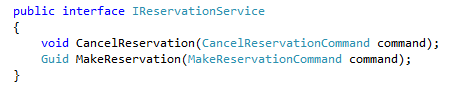 public interface IReservationService
{
    void CancelReservation(CancelReservationCommand command);
    Guid MakeReservation(MakeReservationCommand command);
}